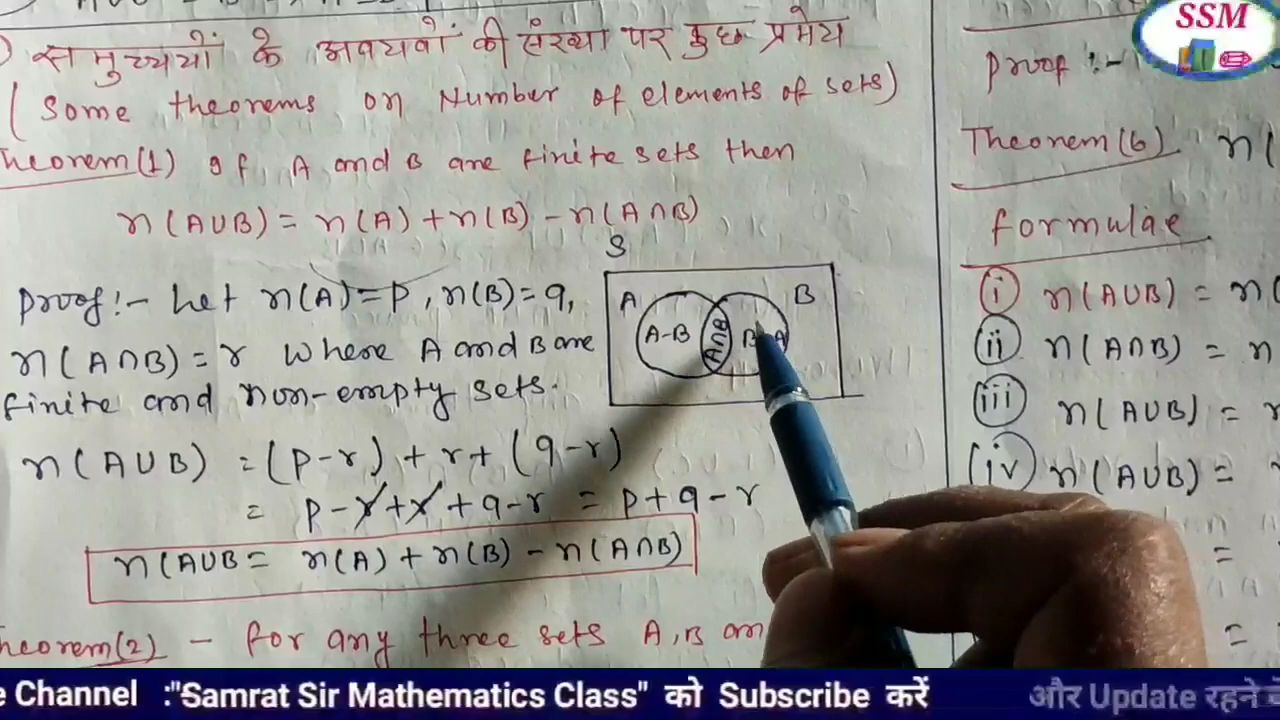 समुच्चयों के अवयवों की संख्या पर कुछ प्रमेय
(Some theorems on Number of elements of sets)
Theorem(1) If A and B are finite sets then
n(A∪B) = n(A) + n(B) - n(A∩B)
S
Proof:- Let n(A)=p, n(B)=q,
n(A∩B) = r where A and B are
finite and non-empty sets.
A B
A-B A∩B B-A
n(A∪B) = (p-r) + r + (q-r)
= p-r+r+q-r = p+q-r
n(A∪B = n(A) + n(B) - n(A∩B)
Theorem(2) - for any three sets A, B an
SSM
Proof :-
Theorem(6) n(
formulae
(i) n(A∪B) = n(
(ii) n(A∩B) = n
(iii) n(A∪B) =
(iv) n(A∪B) =
=
=
e Channel :"Samrat Sir Mathematics Class" को Subscribe करें और Update रहने